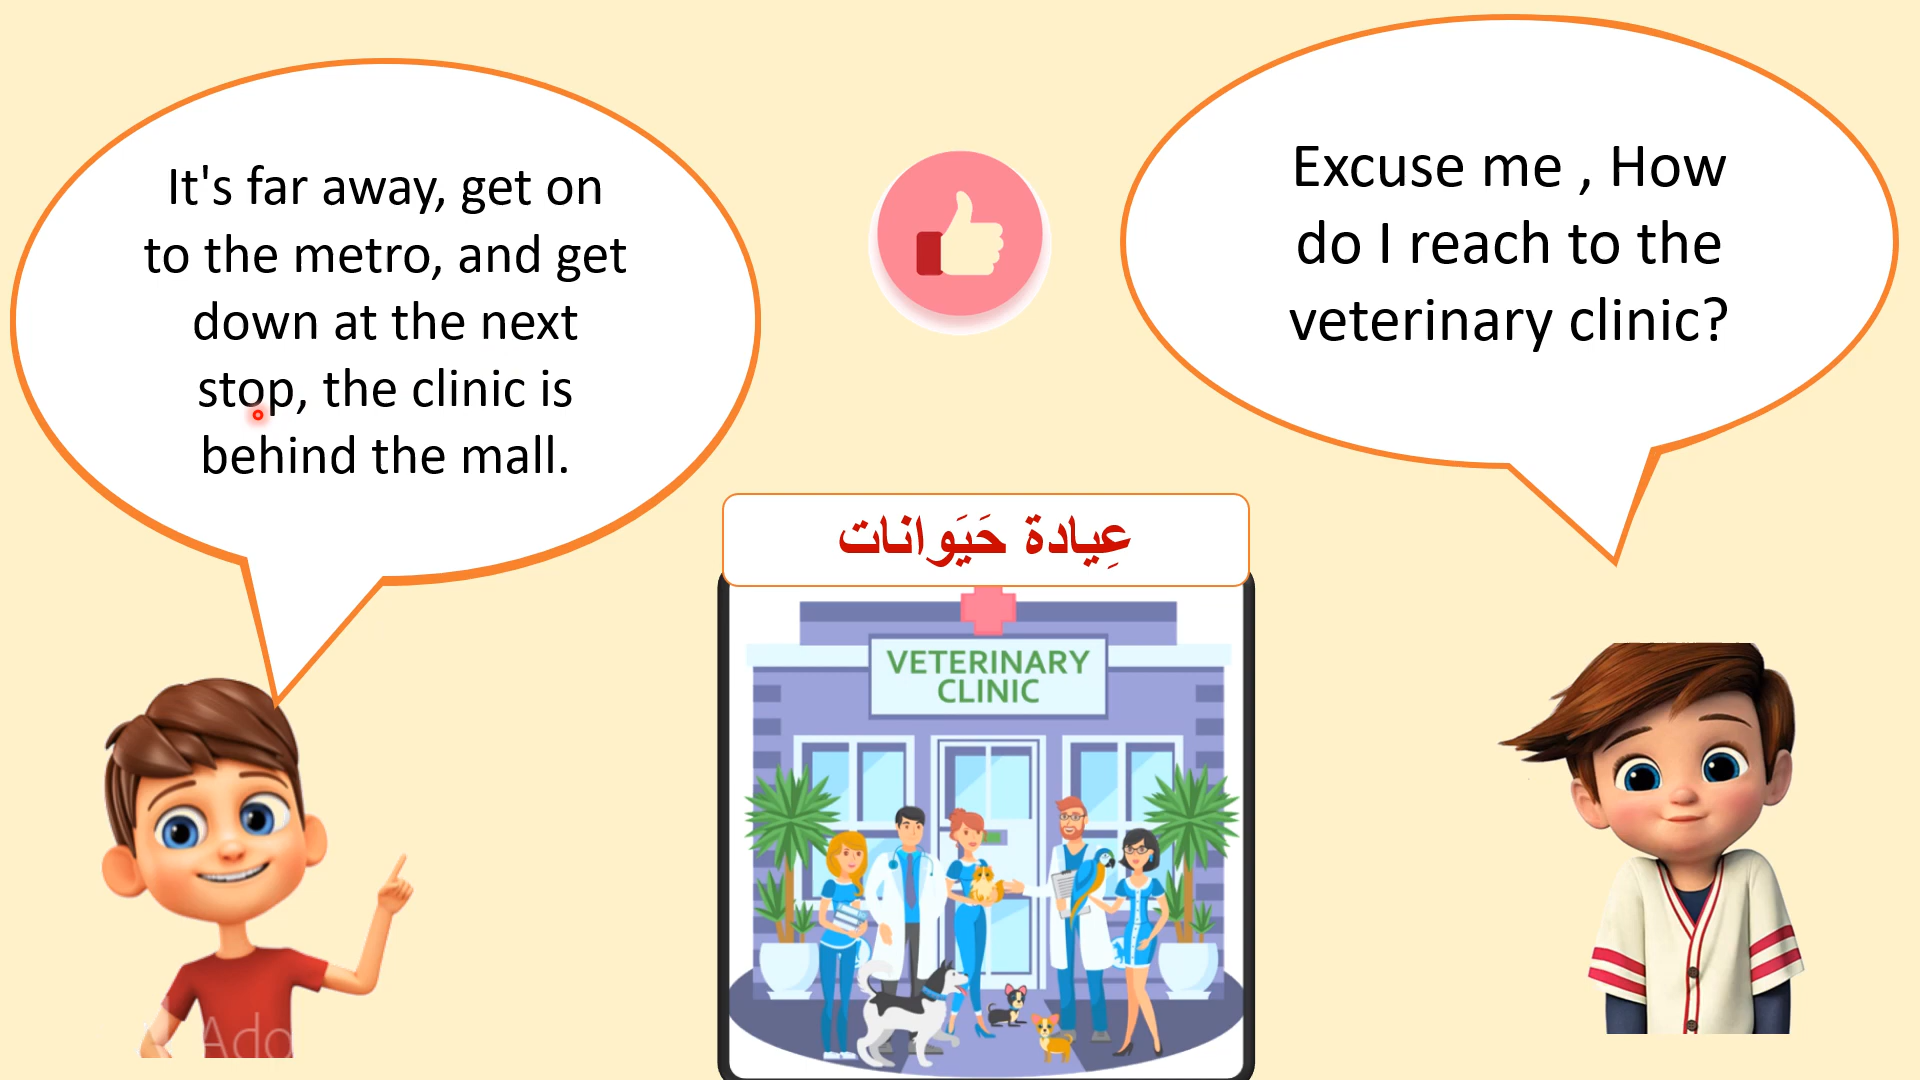 It's far away, get on
to the metro, and get
down at the next
stop, the clinic is
behind the mall.
Excuse me , How
do I reach to the
veterinary clinic?
عِيادة حَيَوانات
VETERINARY
CLINIC
Ado